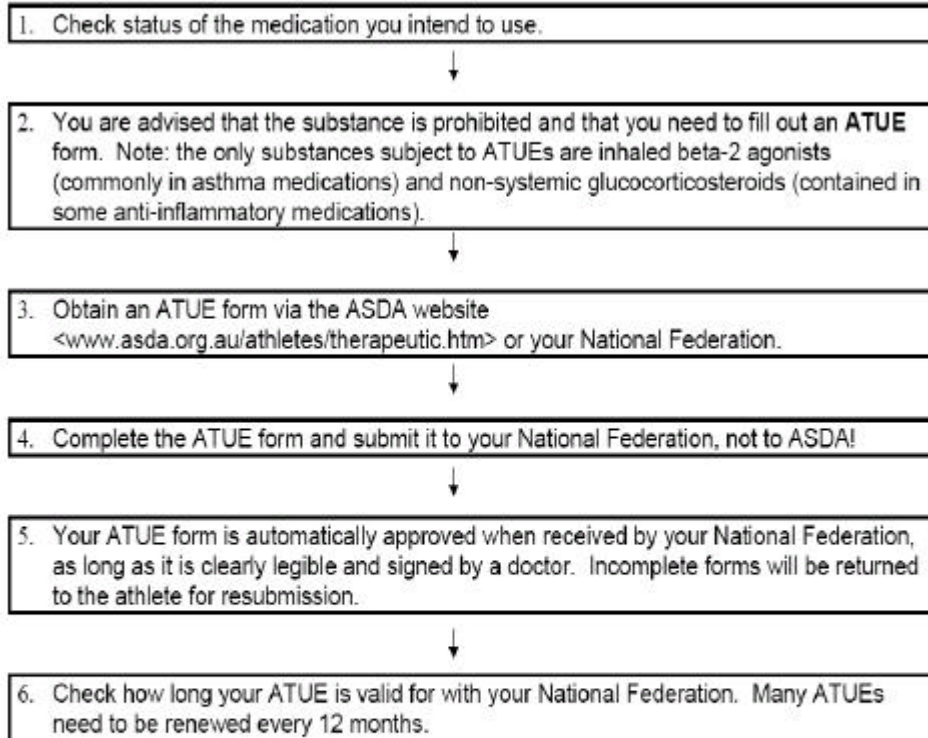 1. Check status of the medication you intend to use.
2. You are advised that the substance is prohibited and that you need to fill out an ATUE
form. Note: the only substances subject to ATUEs are inhaled beta-2 agonists
(commonly in asthma medications) and non-systemic glucocorticosteroids (contained in
some anti-inflammatory medications).
3. Obtain an ATUE form via the ASDA website
<www.asda.org.au/athletes/therapeutic.htm> or your National Federation.
4. Complete the ATUE form and submit it to your National Federation, not to ASDA!
5. Your ATUE form is automatically approved when received by your National Federation,
as long as it is clearly legible and signed by a doctor. Incomplete forms will be returned
to the athlete for resubmission.
6. Check how long your ATUE is valid for with your National Federation. Many ATUEs
need to be renewed every 12 months.